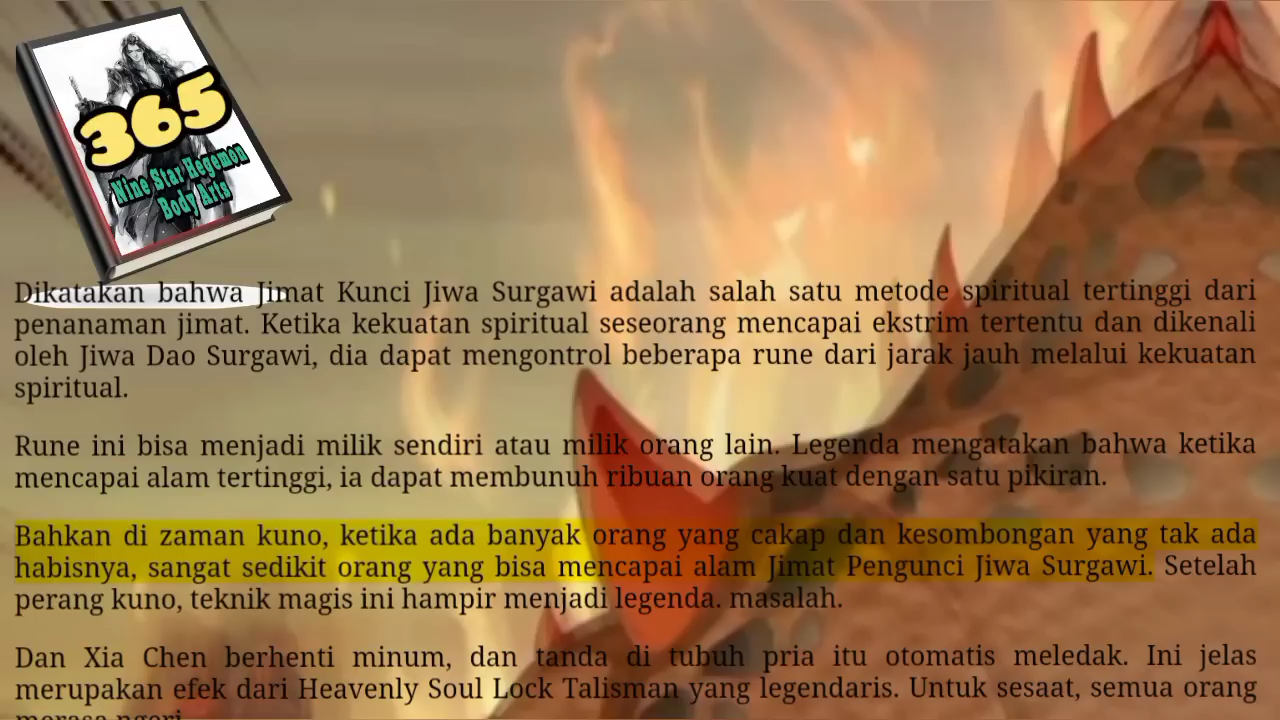 365
Nine Star Hegemon
Body Arts
Dikatakan bahwa Jimat Kunci Jiwa Surgawi adalah salah satu metode spiritual tertinggi dari
penanaman jimat. Ketika kekuatan spiritual seseorang mencapai ekstrim tertentu dan dikenali
oleh Jiwa Dao Surgawi, dia dapat mengontrol beberapa rune dari jarak jauh melalui kekuatan
spiritual.
Rune ini bisa menjadi milik sendiri atau milik orang lain. Legenda mengatakan bahwa ketika
mencapai alam tertinggi, ia dapat membunuh ribuan orang kuat dengan satu pikiran.
Bahkan di zaman kuno, ketika ada banyak orang yang cakap dan kesombongan yang tak ada
habisnya, sangat sedikit orang yang bisa mencapai alam Jimat Pengunci Jiwa Surgawi. Setelah
perang kuno, teknik magis ini hampir menjadi legenda. masalah.
Dan Xia Chen berhenti minum, dan tanda di tubuh pria itu otomatis meledak. Ini jelas
merupakan efek dari Heavenly Soul Lock Talisman yang legendaris. Untuk sesaat, semua orang
merasa ngeri.